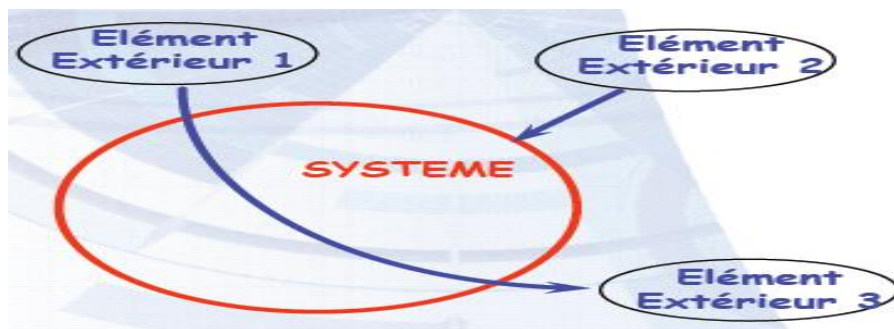 Elément
Extérieur 1
Elément
Extérieur 2
SYSTEME
Elément
Extérieur 3